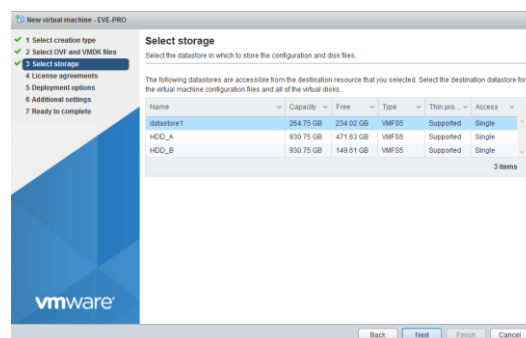 New virtual machine - EVE-PRO
1 Select creation type
2 Select OVF and VMDK files
3 Select storage
4 License agreements
5 Deployment options
6 Additional settings
7 Ready to complete
Select storage
Select the datastore in which to store the configuration and disk files.
The following datastores are accessible from the destination resource that you selected. Select the destination datastore for
the virtual machine configuration files and all of the virtual disks.
Name Capacity Free Type Thin pro... Access
datastore1 264.75 GB 234.02 GB VMFS5 Supported Single
HDD_A 930.75 GB 471.63 GB VMFS5 Supported Single
HDD_B 930.75 GB 149.61 GB VMFS5 Supported Single
3 items
vmware
Back Next Finish Cancel